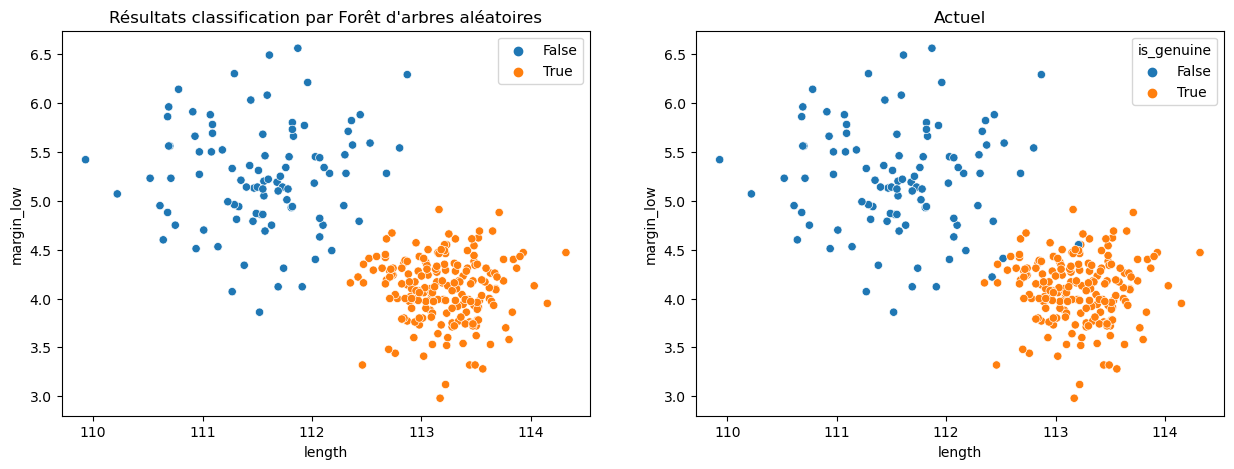 Résultats classification par Forêt d'arbres aléatoires
False
True
6.5
6.0
5.5
5.0
4.5
4.0
3.5
3.0
margin_low
110
111
112
113
114
length
Actuel
is_genuine
False
True
6.5
6.0
5.5
5.0
4.5
4.0
3.5
3.0
margin_low
110
111
112
113
114
length